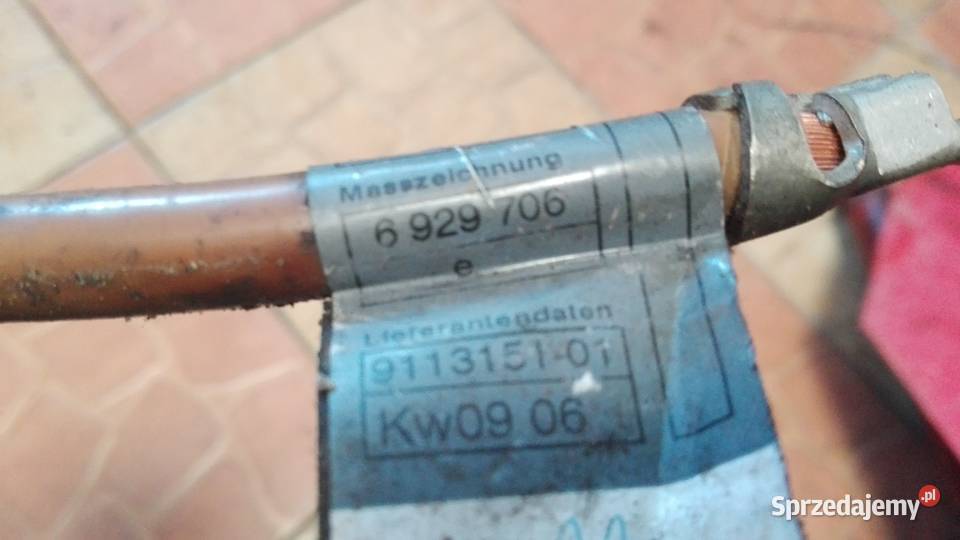 Masszeichnung
6 929 706
e
Lieferantendaten
9113151-01
Kw09 06
Sprzedajemy.pl